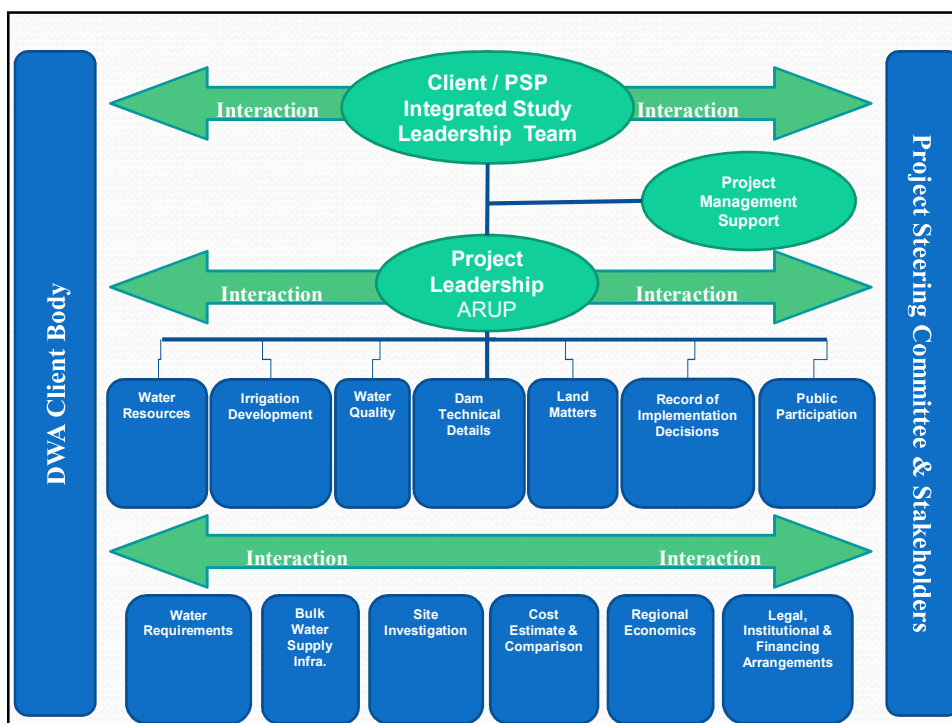 DWA Client Body
Client / PSP
Integrated Study
Leadership Team
Interaction
Interaction
Project
Management
Support
Project
Leadership
ARUP
Interaction
Interaction
Water
Resources
Irrigation
Development
Water
Quality
Dam
Technical
Details
Land
Matters
Record of
Implementation
Decisions
Public
Participation
Interaction
Interaction
Water
Requirements
Bulk
Water
Supply
Infra.
Site
Investigation
Cost
Estimate &
Comparison
Regional
Economics
Legal,
Institutional &
Financing
Arrangements
Project Steering Committee & Stakeholders